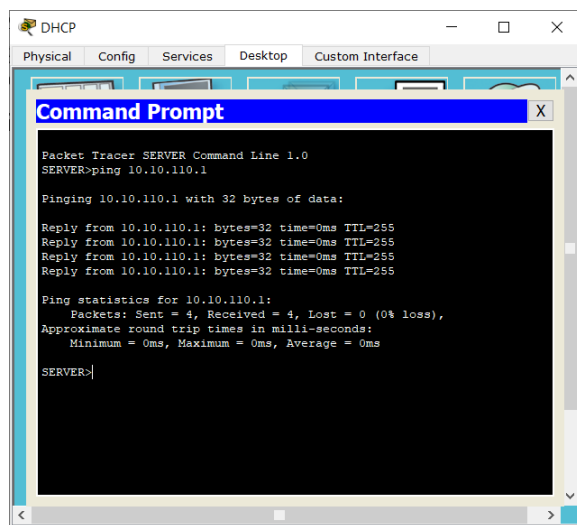 DHCP
Physical Config Services Desktop Custom Interface
Command Prompt X
Packet Tracer SERVER Command Line 1.0
SERVER>ping 10.10.110.1
Pinging 10.10.110.1 with 32 bytes of data:
Reply from 10.10.110.1: bytes=32 time=0ms TTL=255
Reply from 10.10.110.1: bytes=32 time=0ms TTL=255
Reply from 10.10.110.1: bytes=32 time=0ms TTL=255
Reply from 10.10.110.1: bytes=32 time=0ms TTL=255
Ping statistics for 10.10.110.1:
Packets: Sent = 4, Received = 4, Lost = 0 (0% loss),
Approximate round trip times in milli-seconds:
Minimum = 0ms, Maximum = 0ms, Average = 0ms
SERVER>